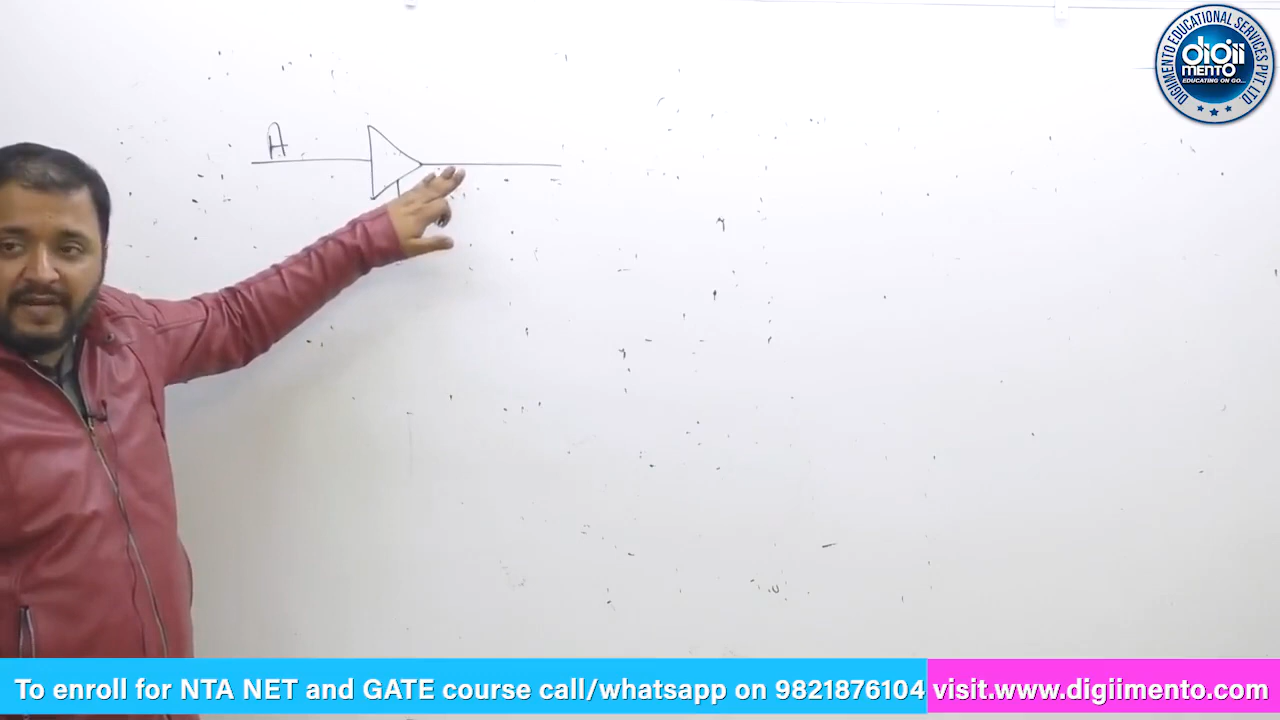 DIGIIMENTO EDUCATIONAL SERVICES PVT. LTD
digii
MENTO
EDUCATING ON GO...
A
To enroll for NTA NET and GATE course call/whatsapp on 9821876104 visit.www.digiimento.com